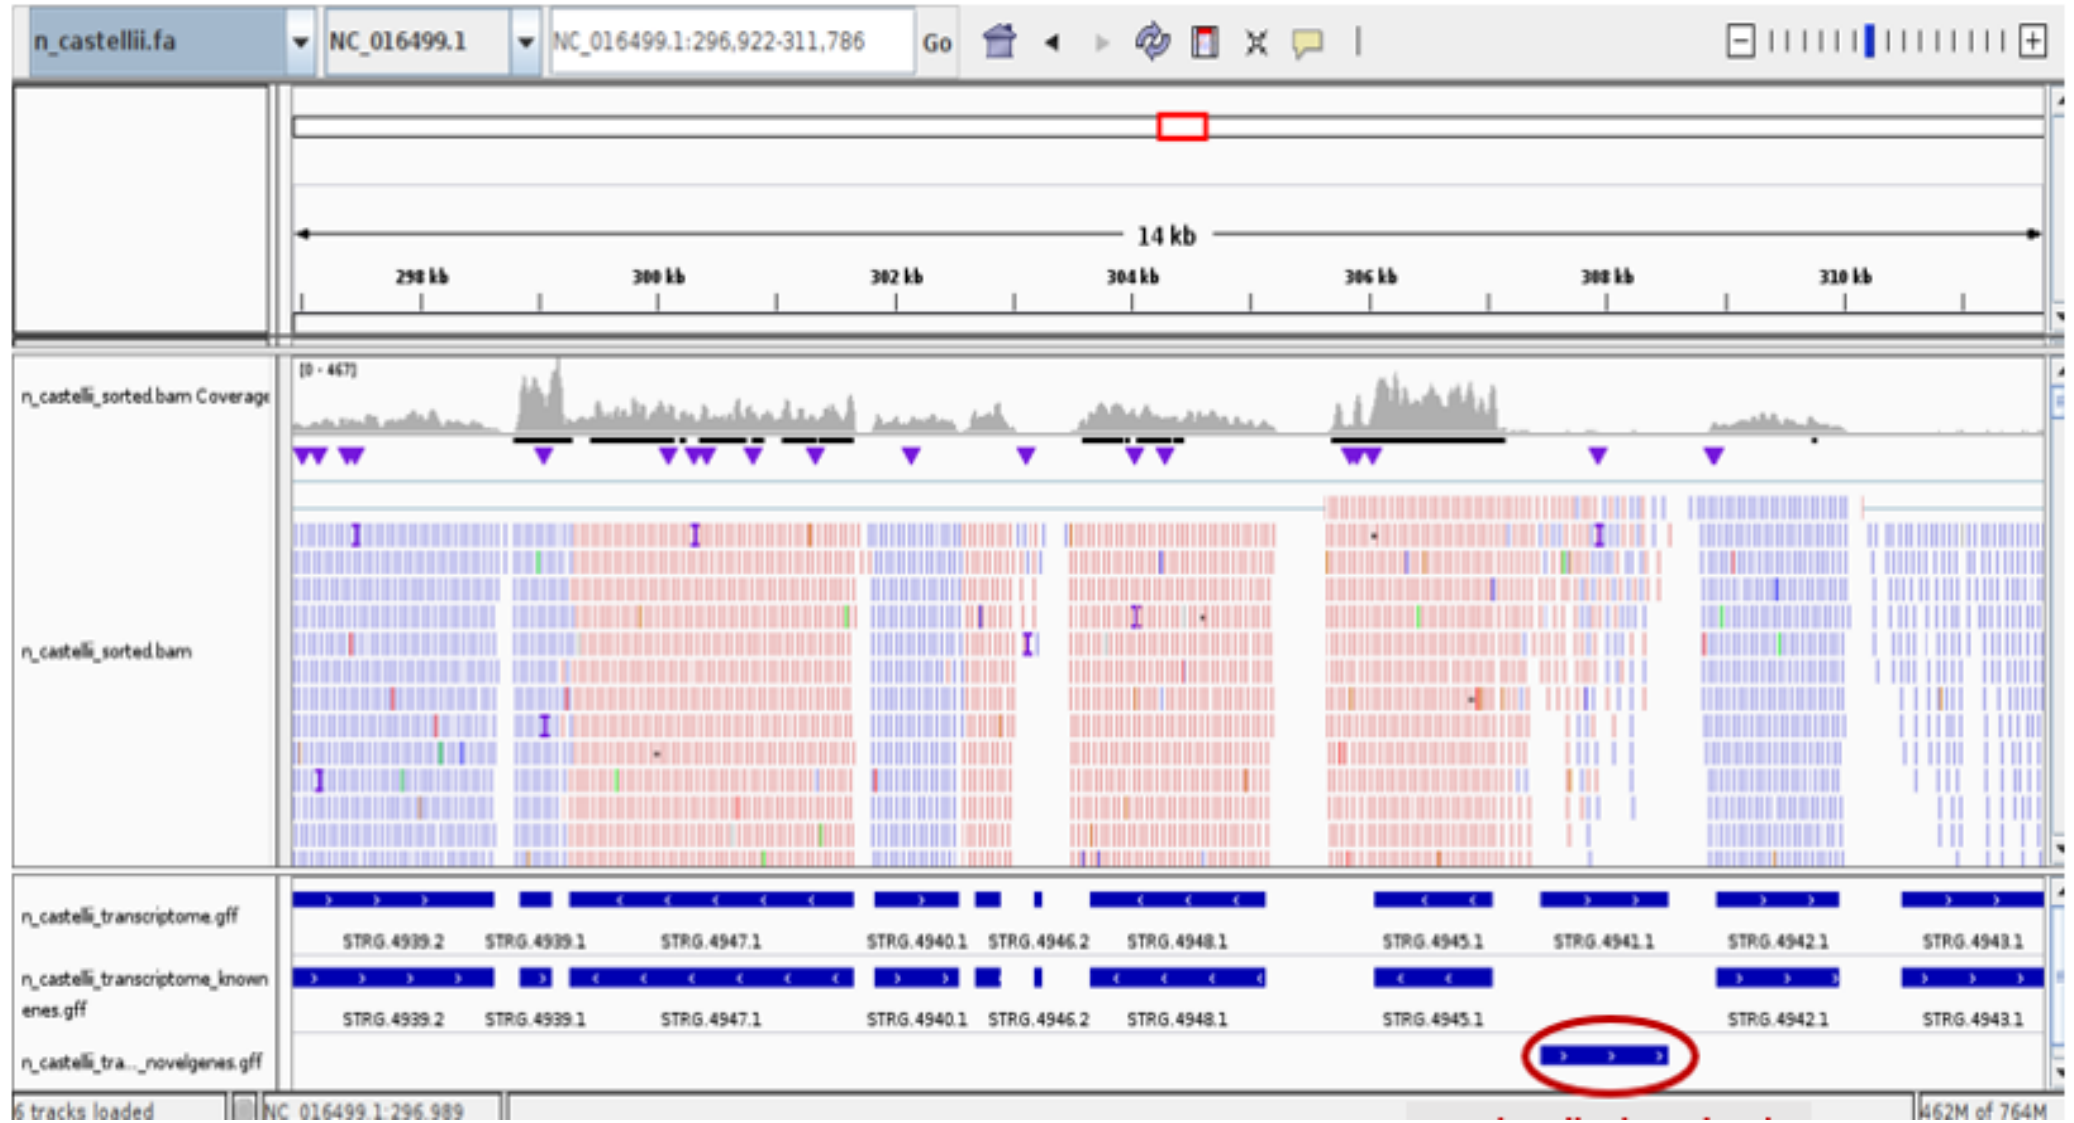 n_castellii.fa NC_016499.1 NC_016499.1:296,922-311,786 Go
14 kb
298 kb 300 kb 302 kb 304 kb 306 kb 308 kb 310 kb
[0 - 467]
n_castelli_sorted.bam Coverage
n_castelli_sorted.bam
n_castelli_transcriptome.gff
STRG.4939.2 STRG.4939.1 STRG.4947.1 STRG.4940.1 STRG.4946.2 STRG.4948.1 STRG.4945.1 STRG.4941.1 STRG.4942.1 STRG.4943.1
n_castelli_transcriptome_known
enes.gff
STRG.4939.2 STRG.4939.1 STRG.4947.1 STRG.4940.1 STRG.4946.2 STRG.4948.1 STRG.4945.1 STRG.4942.1 STRG.4943.1
n_castelli_tra..._novelgenes.gff
6 tracks loaded NC_016499.1:296,989 462M of 764M